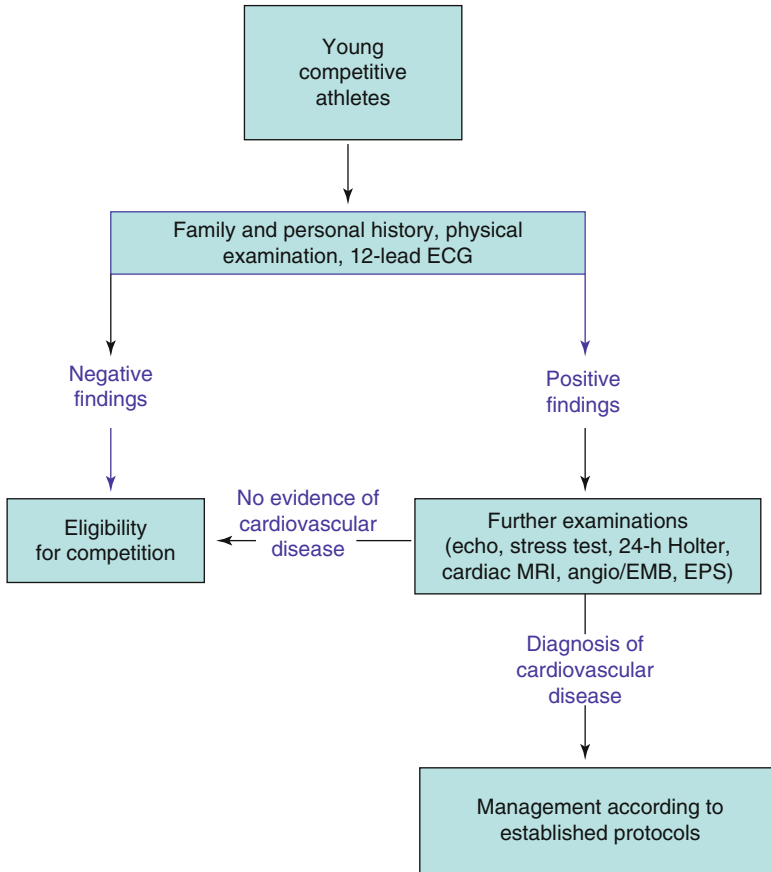 Young
competitive
athletes
Family and personal history, physical
examination, 12-lead ECG
Negative
findings
Positive
findings
Eligibility
for competition
No evidence of
cardiovascular
disease
Further examinations
(echo, stress test, 24-h Holter,
cardiac MRI, angio/EMB, EPS)
Diagnosis of
cardiovascular
disease
Management according to
established protocols